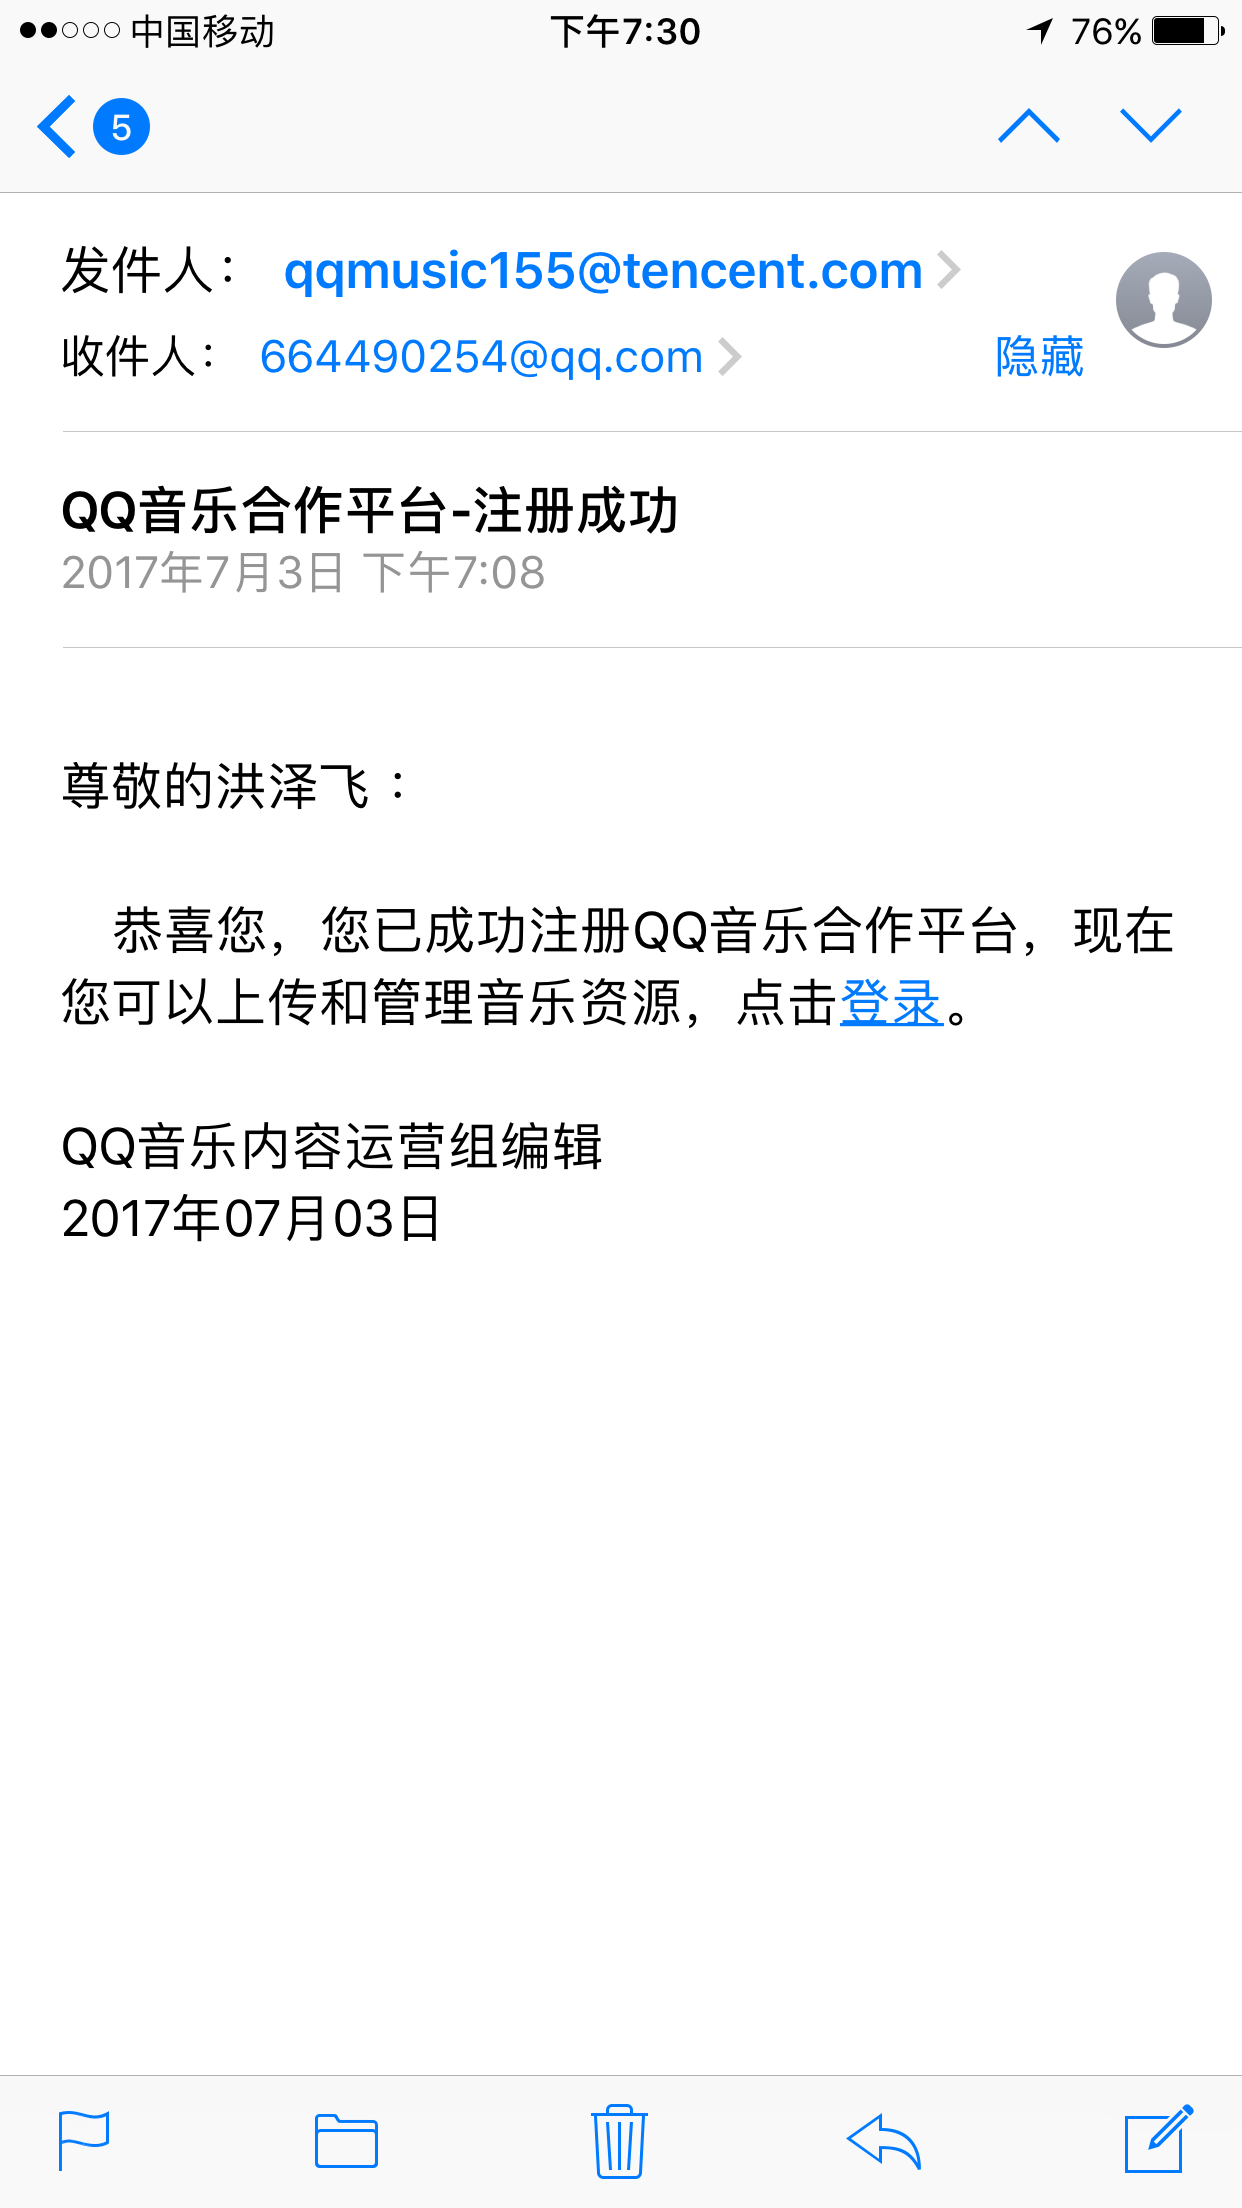 中国移动 下午7:30 76%
5
发件人： qqmusic155@tencent.com
收件人： 664490254@qq.com 隐藏
QQ音乐合作平台-注册成功
2017年7月3日 下午7:08
尊敬的洪泽飞：
恭喜您，您已成功注册QQ音乐合作平台，现在
您可以上传和管理音乐资源，点击登录。
QQ音乐内容运营组编辑
2017年07月03日